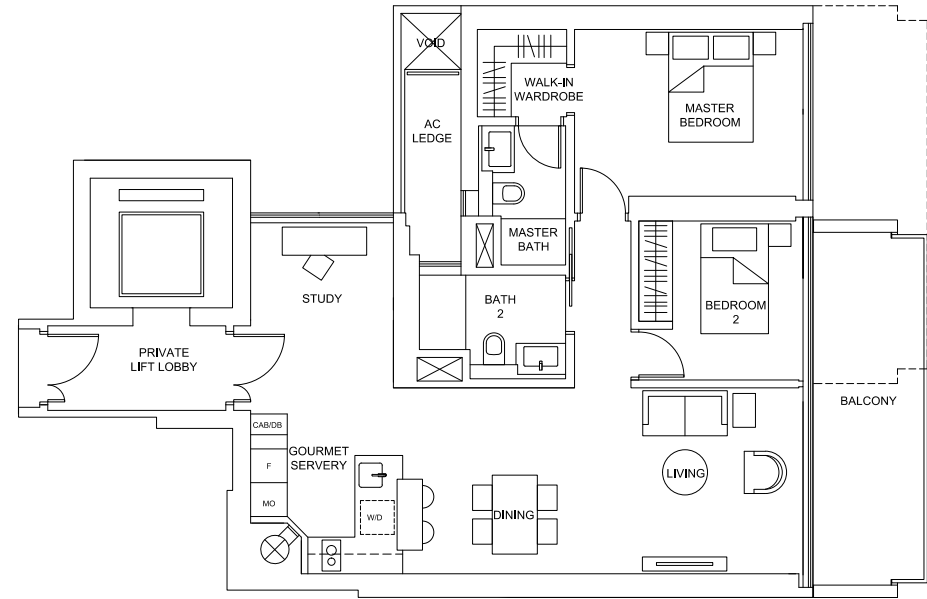 VOID
WALK-IN
WARDROBE
MASTER
BEDROOM
AC
LEDGE
MASTER
BATH
STUDY
BATH
2
BEDROOM
2
PRIVATE
LIFT LOBBY
BALCONY
CAB/DB
GOURMET
SERVERY
F
LIVING
MO
W/D
DINING